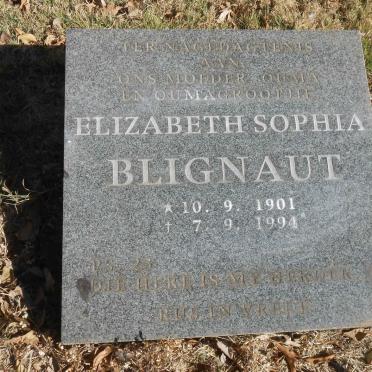 TER NAGEDAGTENIS
AAN
ONS MOEDER, OUMA
EN OUMAGROOTJIE
ELIZABETH SOPHIA
BLIGNAUT
★ 10. 9. 1901
† 7. 9. 1994
PS. 23
DIE HERE IS MY HERDER
RUS IN VREDE